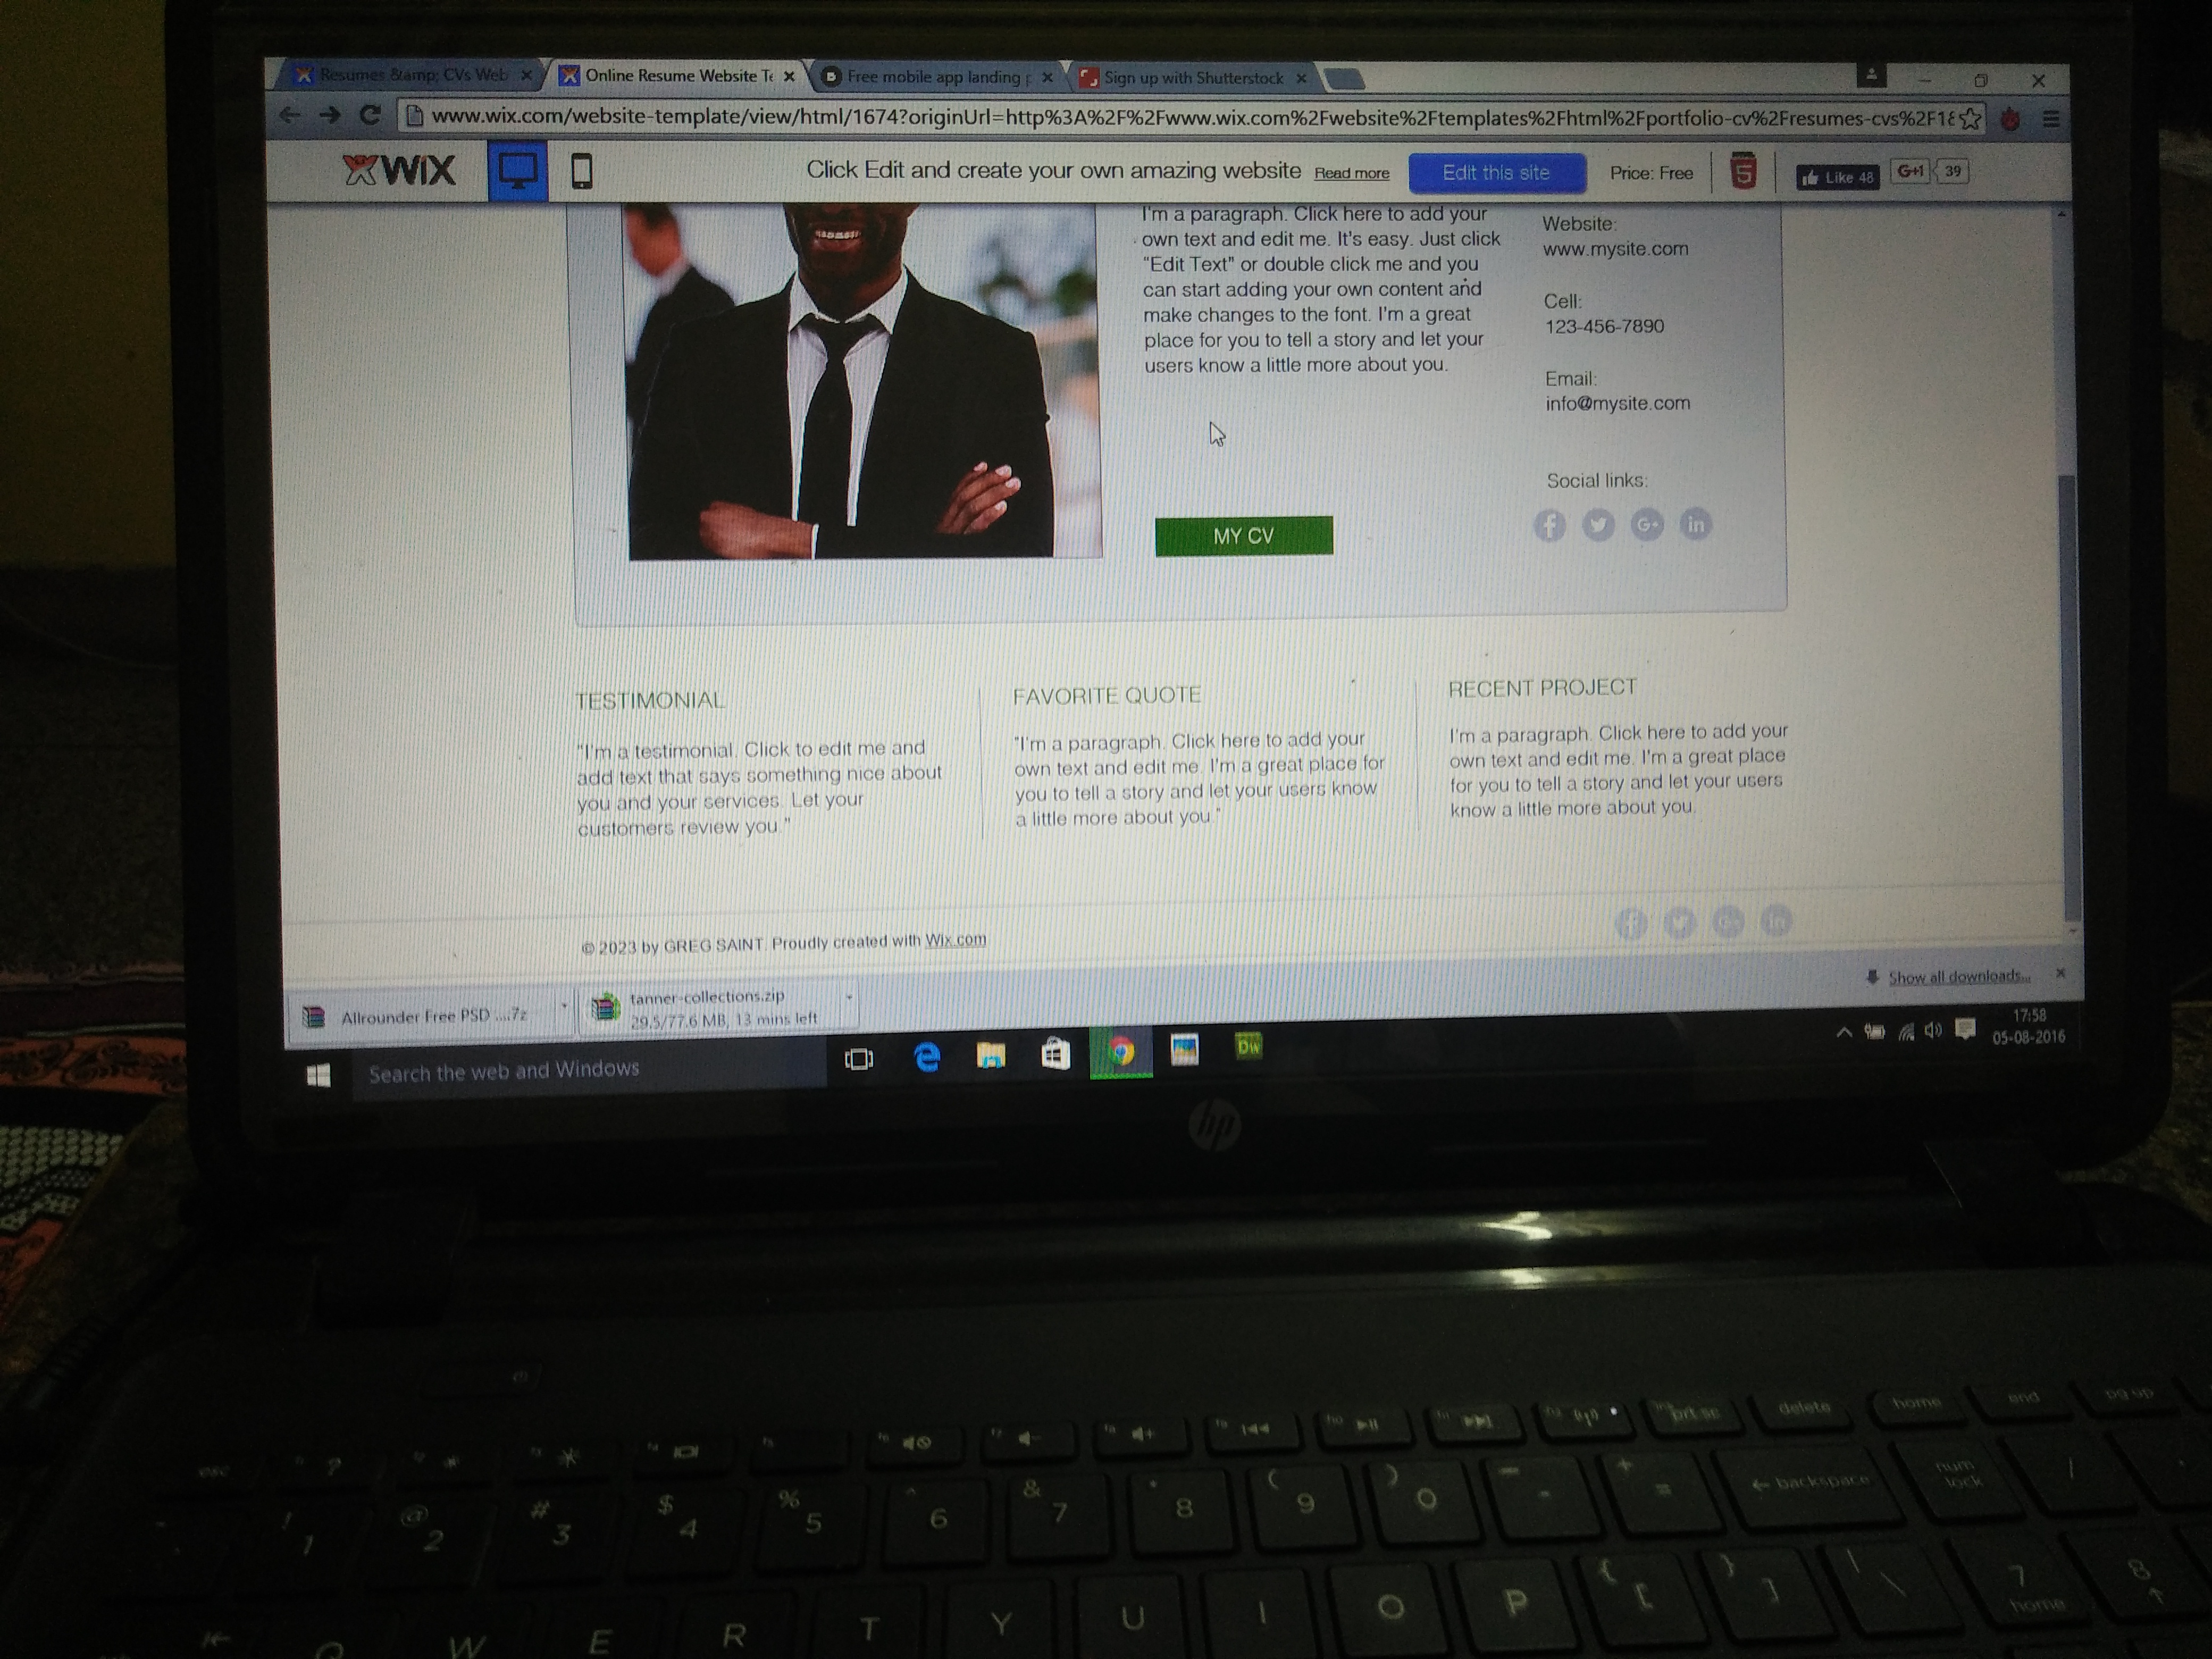 Resumes &amp; CVs Web
Online Resume Website Te
Free mobile app landing p
Sign up with Shutterstock
www.wix.com/website-template/view/html/1674?originUrl=http%3A%2F%2Fwww.wix.com%2Fwebsite%2Ftemplates%2Fhtml%2Fportfolio-cv%2Fresumes-cvs%2F1
WiX
Click Edit and create your own amazing website Read more
Edit this site
Price: Free
5
Like 48
G+1
39
I'm a paragraph. Click here to add your
own text and edit me. It's easy. Just click
"Edit Text" or double click me and you
can start adding your own content and
make changes to the font. I'm a great
place for you to tell a story and let your
users know a little more about you.
MY CV
Website:
www.mysite.com
Cell:
123-456-7890
Email:
info@mysite.com
Social links:
f
G+
in
TESTIMONIAL
"I'm a testimonial. Click to edit me and
add text that says something nice about
you and your services. Let your
customers review you."
FAVORITE QUOTE
"I'm a paragraph. Click here to add your
own text and edit me. I'm a great place for
you to tell a story and let your users know
a little more about you."
RECENT PROJECT
I'm a paragraph. Click here to add your
own text and edit me. I'm a great place
for you to tell a story and let your users
know a little more about you.
© 2023 by GREG SAINT. Proudly created with Wix.com
f
G+
in
Allrounder Free PSD ....7z
tanner-collections.zip
29.5/77.6 MB, 13 mins left
Show all downloads...
Search the web and Windows
Dw
17:58
05-08-2016
hp
esc
?
prt sc
delete
home
end
pg up
! 1
@ 2
# 3
$ 4
% 5
^ 6
& 7
* 8
( 9
) 0
-
+ =
backspace
num lock
/
Q
W
E
R
T
Y
U
I
O
P
{ [
} ]
| \
7 home
8